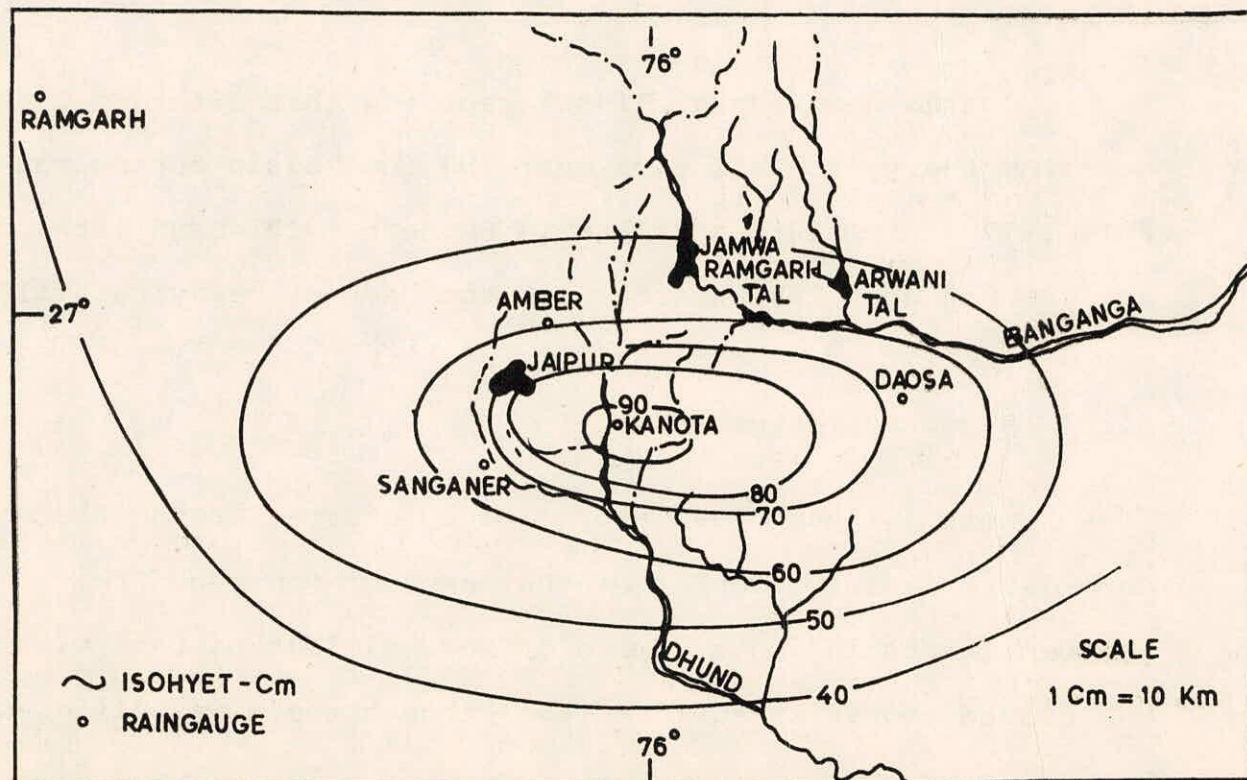 76°
RAMGARH
JAMWA
RAMGARH
TAL
ARWANI
TAL
27°
AMBER
BANGANGA
JAIPUR
DAOSA
90
KANOTA
SANGANER
80
70
60
50
DHUND
SCALE
40
1 Cm = 10 Km
~ ISOHYET-Cm
o RAINGAUGE
76°